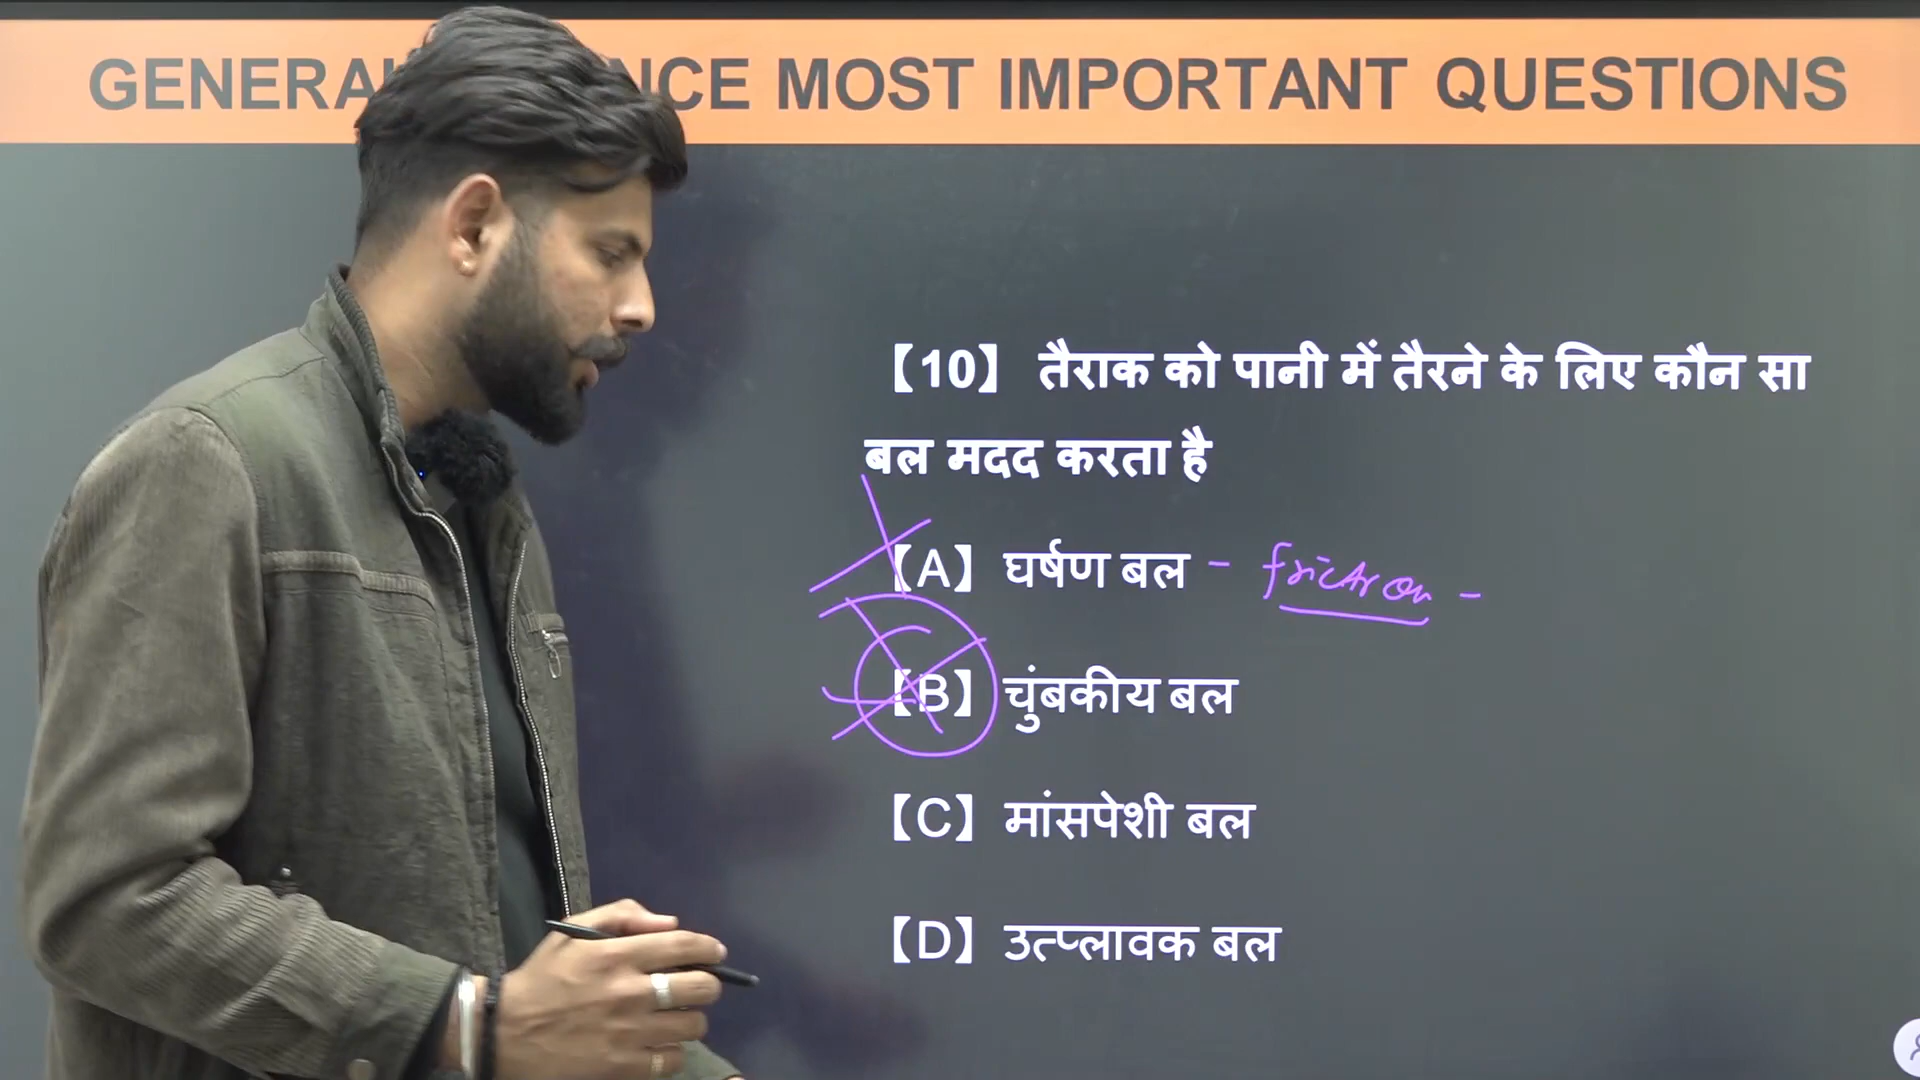 GENERAL NCE MOST IMPORTANT QUESTIONS
【10】 तैराक को पानी में तैरने के लिए कौन सा
बल मदद करता है
【A】 घर्षण बल - friction -
【B】 चुंबकीय बल
【C】 मांसपेशी बल
【D】 उत्प्लावक बल